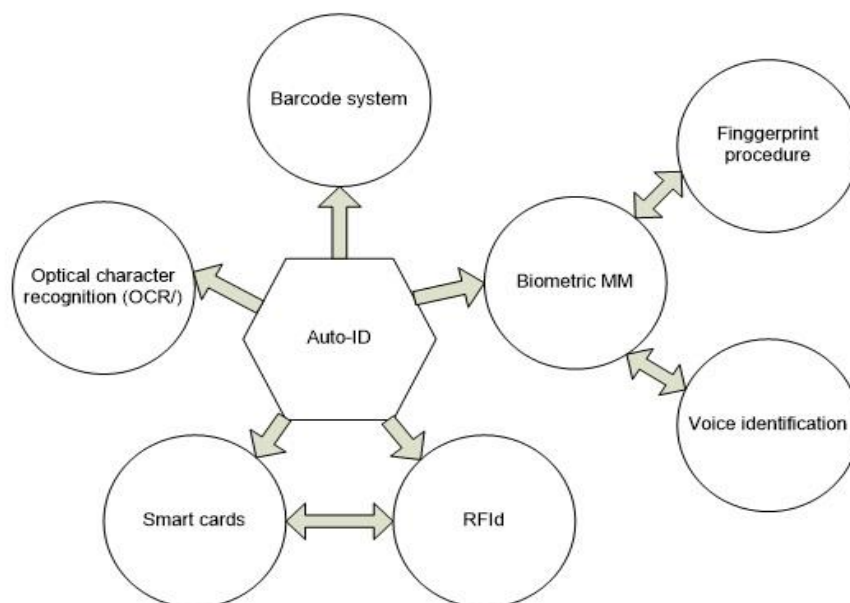 Barcode system
Finggerprint
procedure
Optical character
recognition (OCR/)
Biometric MM
Auto-ID
Voice identification
Smart cards
RFId